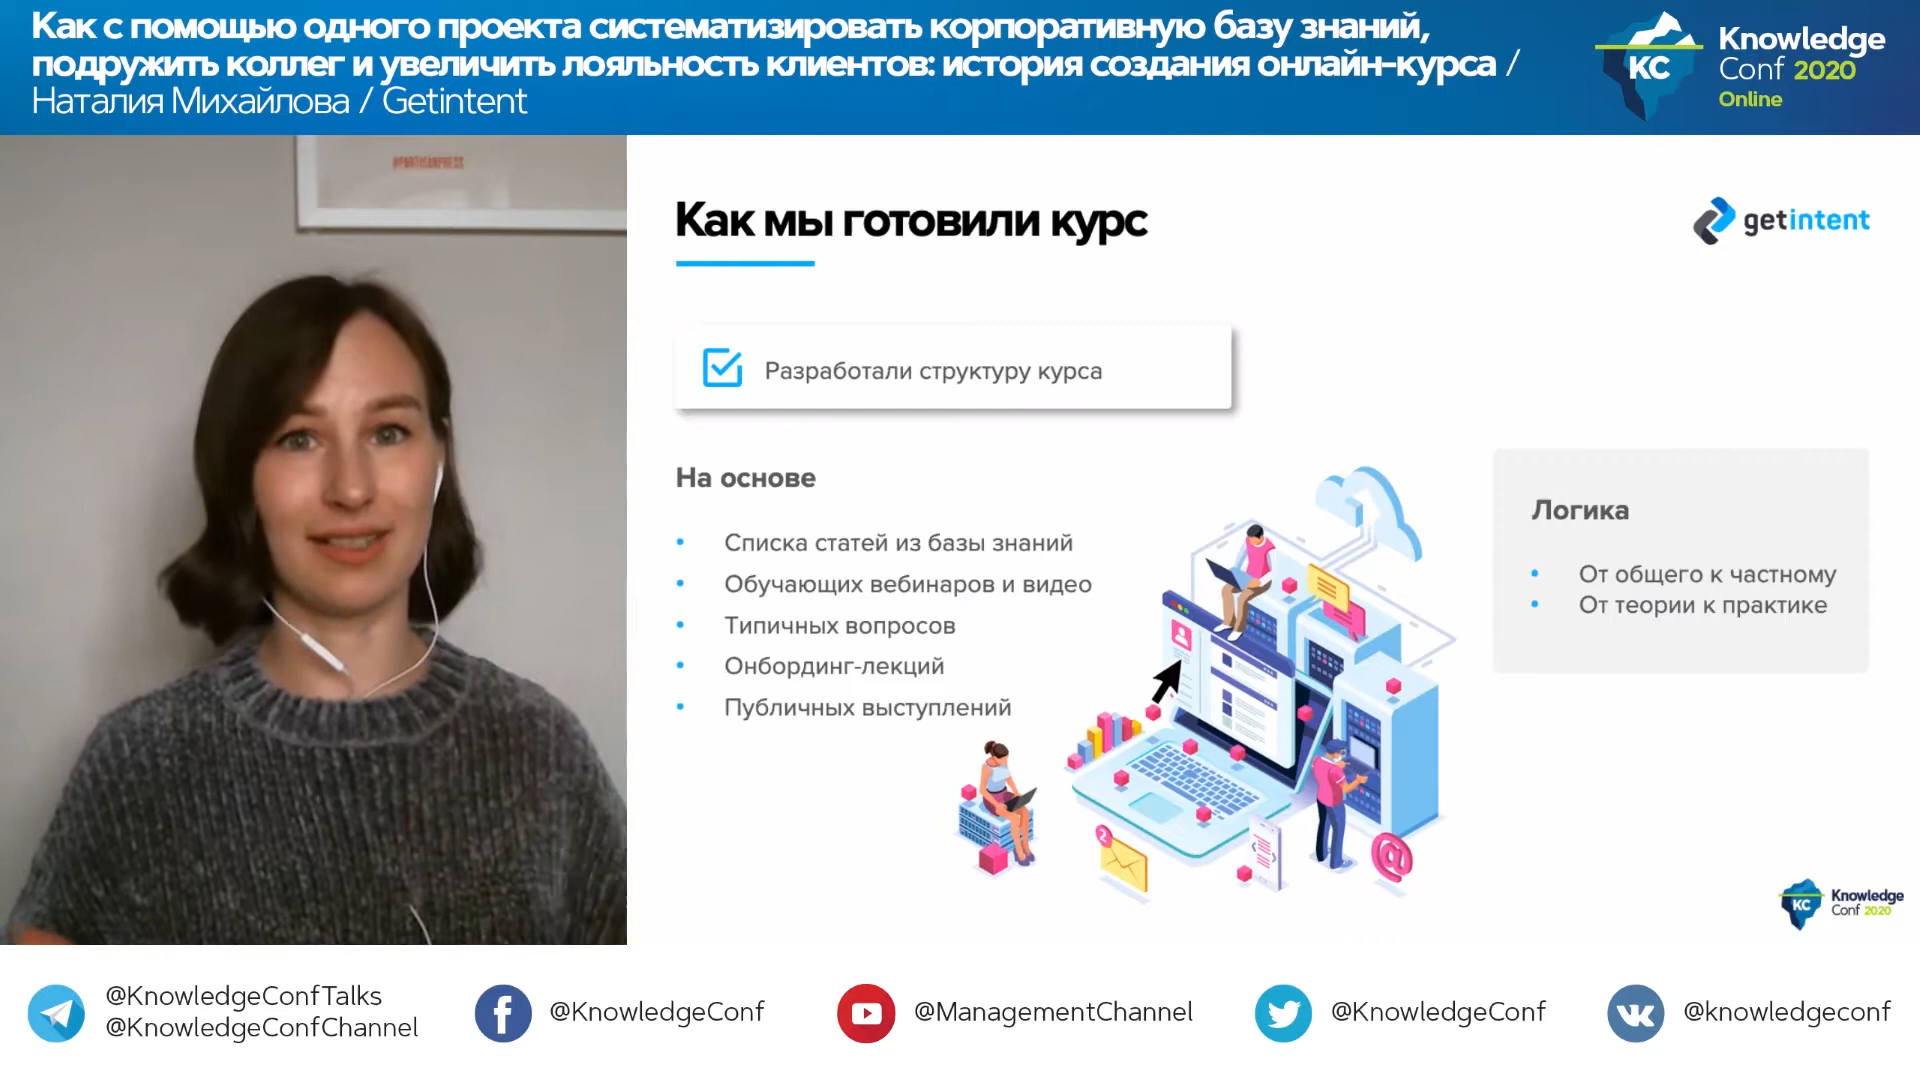 Как с помощью одного проекта систематизировать корпоративную базу знаний,
подружить коллег и увеличить лояльность клиентов: история создания онлайн-курса /
Наталия Михайлова / Getintent
KC
Knowledge
Conf 2020
Online
#PARTISANPRESS
Как мы готовили курс
getintent
Разработали структуру курса
На основе
• Списка статей из базы знаний
• Обучающих вебинаров и видео
• Типичных вопросов
• Онбординг-лекций
• Публичных выступлений
Логика
• От общего к частному
• От теории к практике
2
@
KC
Knowledge
Conf 2020
@KnowledgeConfTalks
@KnowledgeConfChannel
@KnowledgeConf
@ManagementChannel
@KnowledgeConf
@knowledgeconf